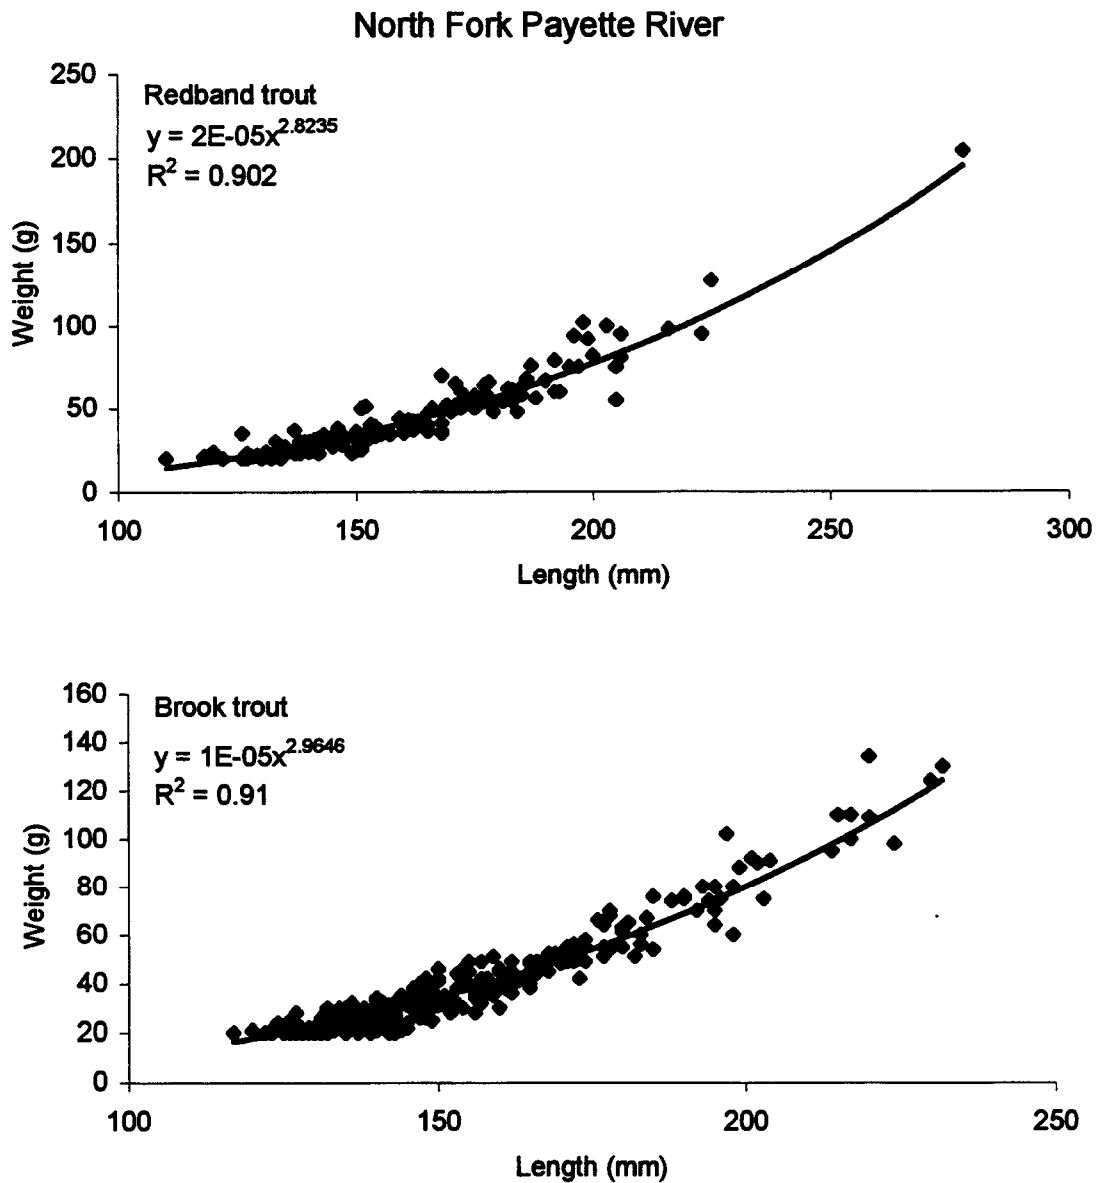 North Fork Payette River
250
Redband trout
y = 2E-05x^2.8235
R² = 0.902
200
150
100
50
0
Weight (g)
100 150 200 250 300
Length (mm)
160
Brook trout
y = 1E-05x^2.9646
R² = 0.91
140
120
100
80
60
40
20
0
Weight (g)
100 150 200 250
Length (mm)